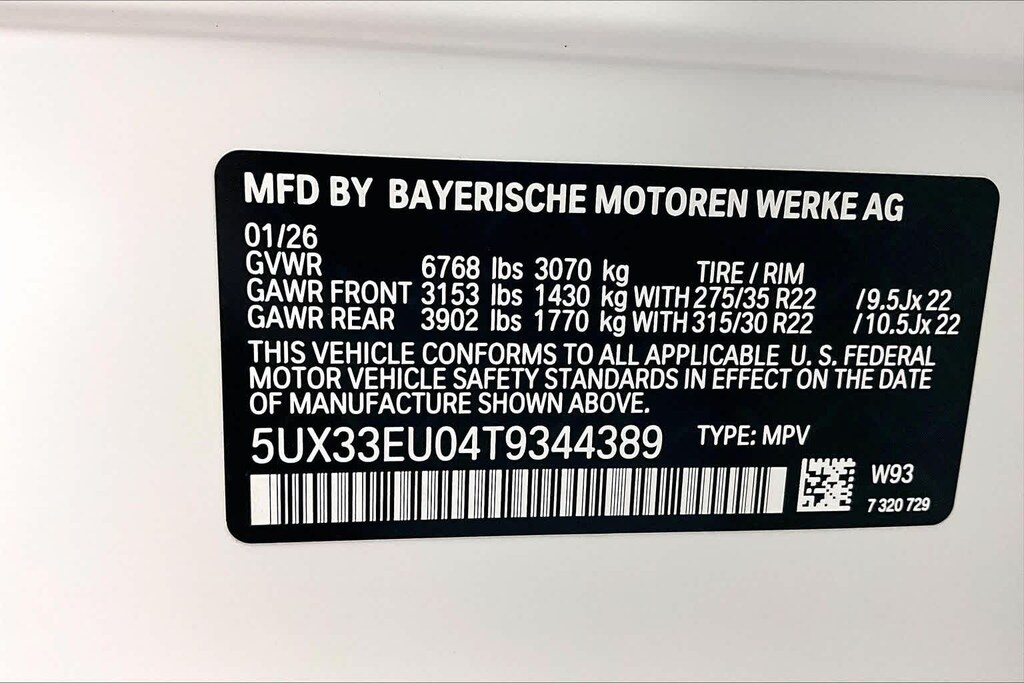 MFD BY BAYERISCHE MOTOREN WERKE AG
01/26
GVWR 6768 lbs 3070 kg TIRE / RIM
GAWR FRONT 3153 lbs 1430 kg WITH 275/35 R22 /9.5Jx 22
GAWR REAR 3902 lbs 1770 kg WITH 315/30 R22 /10.5Jx 22
THIS VEHICLE CONFORMS TO ALL APPLICABLE U. S. FEDERAL
MOTOR VEHICLE SAFETY STANDARDS IN EFFECT ON THE DATE
OF MANUFACTURE SHOWN ABOVE.
5UX33EU04T9344389 TYPE: MPV
W93
7 320 729